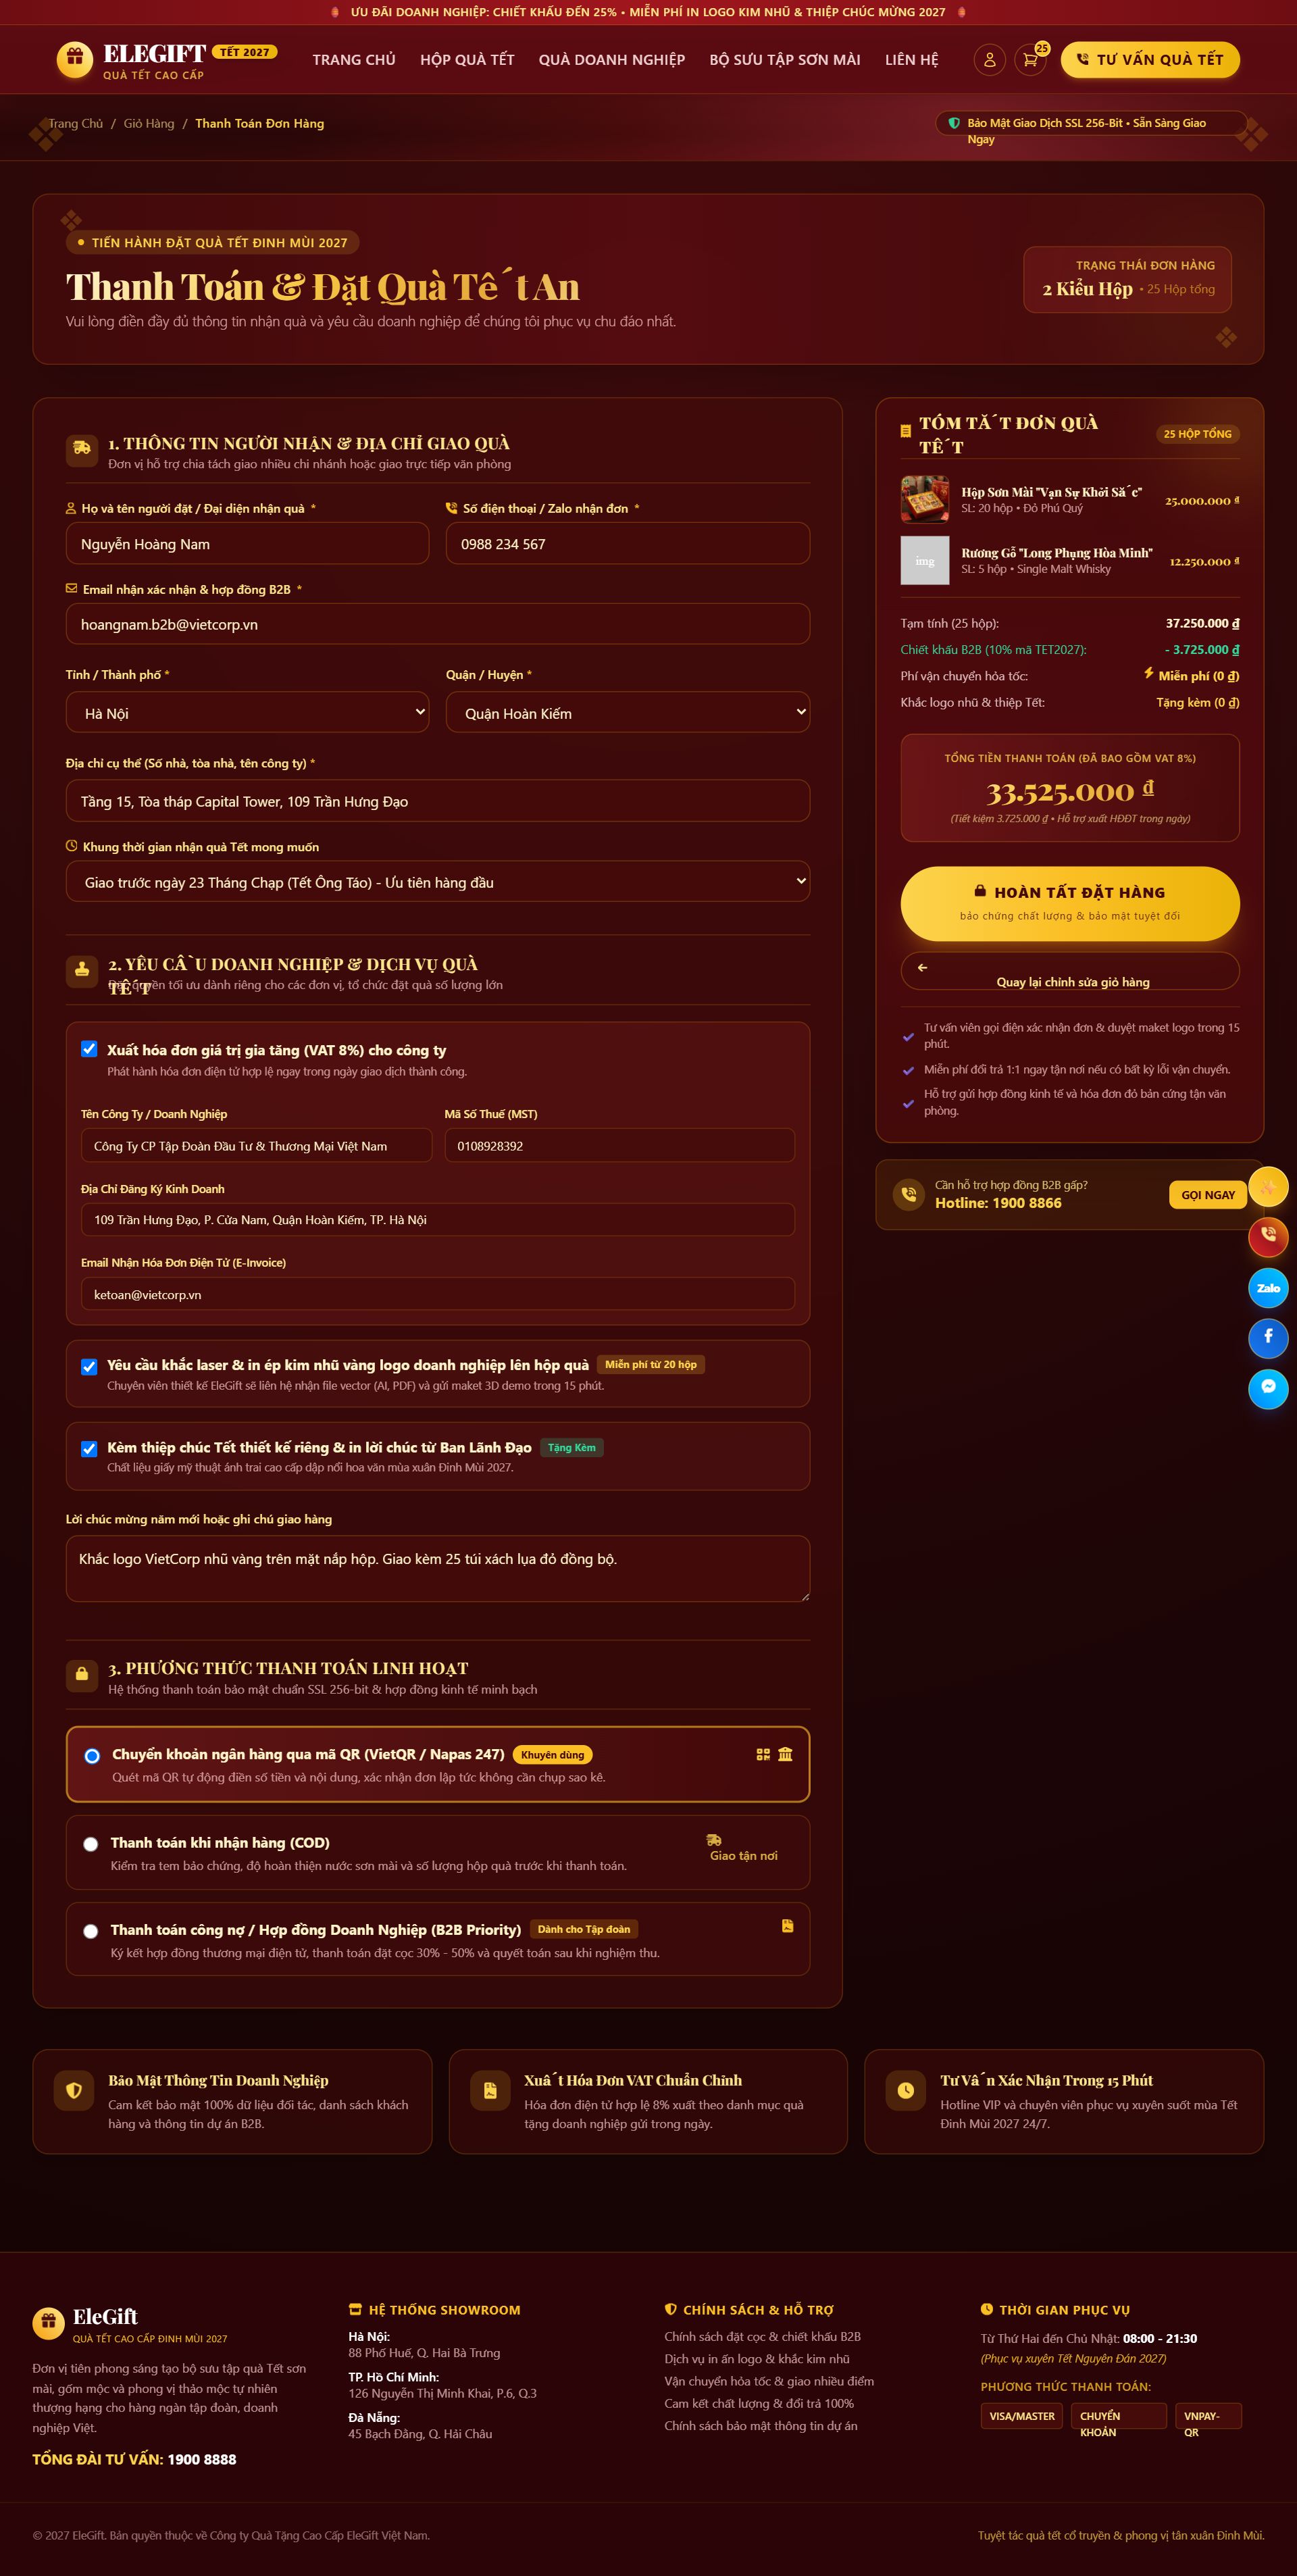 ƯU ĐÃI DOANH NGHIỆP: CHIẾT KHẤU ĐẾN 25% • MIỄN PHÍ IN LOGO KIM NHŨ & THIỆP CHÚC MỪNG 2027
ELEGIFT TẾT 2027
QUÀ TẾT CAO CẤP
TRANG CHỦ HỘP QUÀ TẾT QUÀ DOANH NGHIỆP BỘ SƯU TẬP SƠN MÀI LIÊN HỆ
25
TƯ VẤN QUÀ TẾT
Trang Chủ / Giỏ Hàng / Thanh Toán Đơn Hàng
Bảo Mật Giao Dịch SSL 256-Bit • Sẵn Sàng Giao
Ngay
TIẾN HÀNH ĐẶT QUÀ TẾT ĐINH MÙI 2027
Thanh Toán & Đặt Quà Tết An
Vui lòng điền đầy đủ thông tin nhận quà và yêu cầu doanh nghiệp để chúng tôi phục vụ chu đáo nhất.
TRẠNG THÁI ĐƠN HÀNG
2 Kiểu Hộp • 25 Hộp tổng
1. THÔNG TIN NGƯỜI NHẬN & ĐỊA CHỈ GIAO QUÀ
Đơn vị hỗ trợ chia tách giao nhiều chi nhánh hoặc giao trực tiếp văn phòng
Họ và tên người đặt / Đại diện nhận quà *
Số điện thoại / Zalo nhận đơn *
Nguyễn Hoàng Nam
0988 234 567
Email nhận xác nhận & hợp đồng B2B *
hoangnam.b2b@vietcorp.vn
Tỉnh / Thành phố *
Quận / Huyện *
Hà Nội
Quận Hoàn Kiếm
Địa chỉ cụ thể (Số nhà, tòa nhà, tên công ty) *
Tầng 15, Tòa tháp Capital Tower, 109 Trần Hưng Đạo
Khung thời gian nhận quà Tết mong muốn
Giao trước ngày 23 Tháng Chạp (Tết Ông Táo) - Ưu tiên hàng đầu
2. YÊU CẦU DOANH NGHIỆP & DỊCH VỤ QUÀ
TẾT
Đặc quyền tối ưu dành riêng cho các đơn vị, tổ chức đặt quà số lượng lớn
Xuất hóa đơn giá trị gia tăng (VAT 8%) cho công ty
Phát hành hóa đơn điện tử hợp lệ ngay trong ngày giao dịch thành công.
Tên Công Ty / Doanh Nghiệp
Mã Số Thuế (MST)
Công Ty CP Tập Đoàn Đầu Tư & Thương Mại Việt Nam
0108928392
Địa Chỉ Đăng Ký Kinh Doanh
109 Trần Hưng Đạo, P. Cửa Nam, Quận Hoàn Kiếm, TP. Hà Nội
Email Nhận Hóa Đơn Điện Tử (E-Invoice)
ketoan@vietcorp.vn
Yêu cầu khắc laser & in ép kim nhũ vàng logo doanh nghiệp lên hộp quà Miễn phí từ 20 hộp
Chuyên viên thiết kế EleGift sẽ liên hệ nhận file vector (AI, PDF) và gửi maket 3D demo trong 15 phút.
Kèm thiệp chúc Tết thiết kế riêng & in lời chúc từ Ban Lãnh Đạo Tặng Kèm
Chất liệu giấy mỹ thuật ánh trai cao cấp dập nổi hoa văn mùa xuân Đinh Mùi 2027.
Lời chúc mừng năm mới hoặc ghi chú giao hàng
Khắc logo VietCorp nhũ vàng trên mặt nắp hộp. Giao kèm 25 túi xách lụa đỏ đồng bộ.
3. PHƯƠNG THỨC THANH TOÁN LINH HOẠT
Hệ thống thanh toán bảo mật chuẩn SSL 256-bit & hợp đồng kinh tế minh bạch
Chuyển khoản ngân hàng qua mã QR (VietQR / Napas 247) Khuyên dùng
Quét mã QR tự động điền số tiền và nội dung, xác nhận đơn lập tức không cần chụp sao kê.
Thanh toán khi nhận hàng (COD)
Kiểm tra tem bảo chứng, độ hoàn thiện nước sơn mài và số lượng hộp quà trước khi thanh toán.
Giao tận nơi
Thanh toán công nợ / Hợp đồng Doanh Nghiệp (B2B Priority) Dành cho Tập đoàn
Ký kết hợp đồng thương mại điện tử, thanh toán đặt cọc 30% - 50% và quyết toán sau khi nghiệm thu.
TÓM TẮT ĐƠN QUÀ
TẾT
25 HỘP TỔNG
Hộp Sơn Mài "Vạn Sự Khởi Sắc"
SL: 20 hộp • Đỏ Phú Quý
25.000.000 ₫
img
Rương Gỗ "Long Phụng Hòa Minh"
SL: 5 hộp • Single Malt Whisky
12.250.000 ₫
Tạm tính (25 hộp): 37.250.000 ₫
Chiết khấu B2B (10% mã TET2027): - 3.725.000 ₫
Phí vận chuyển hỏa tốc: Miễn phí (0 ₫)
Khắc logo nhũ & thiệp Tết: Tặng kèm (0 ₫)
TỔNG TIỀN THANH TOÁN (ĐÃ BAO GỒM VAT 8%)
33.525.000 ₫
(Tiết kiệm 3.725.000 ₫ • Hỗ trợ xuất HĐĐT trong ngày)
HOÀN TẤT ĐẶT HÀNG
bảo chứng chất lượng & bảo mật tuyệt đối
Quay lại chỉnh sửa giỏ hàng
Tư vấn viên gọi điện xác nhận đơn & duyệt maket logo trong 15
phút.
Miễn phí đổi trả 1:1 ngay tận nơi nếu có bất kỳ lỗi vận chuyển.
Hỗ trợ gửi hợp đồng kinh tế và hóa đơn đỏ bản cứng tận văn
phòng.
Cần hỗ trợ hợp đồng B2B gấp?
Hotline: 1900 8866
GỌI NGAY
Zalo
Bảo Mật Thông Tin Doanh Nghiệp
Cam kết bảo mật 100% dữ liệu đối tác, danh sách khách
hàng và thông tin dự án B2B.
Xuất Hóa Đơn VAT Chuẩn Chỉnh
Hóa đơn điện tử hợp lệ 8% xuất theo danh mục quà
tặng doanh nghiệp gửi trong ngày.
Tư Vấn Xác Nhận Trong 15 Phút
Hotline VIP và chuyên viên phục vụ xuyên suốt mùa Tết
Đinh Mùi 2027 24/7.
EleGift
QUÀ TẾT CAO CẤP ĐINH MÙI 2027
Đơn vị tiên phong sáng tạo bộ sưu tập quà Tết sơn
mài, gốm mộc và phong vị thảo mộc tự nhiên
thượng hạng cho hàng ngàn tập đoàn, doanh
nghiệp Việt.
TỔNG ĐÀI TƯ VẤN: 1900 8888
HỆ THỐNG SHOWROOM
Hà Nội:
88 Phố Huế, Q. Hai Bà Trưng
TP. Hồ Chí Minh:
126 Nguyễn Thị Minh Khai, P.6, Q.3
Đà Nẵng:
45 Bạch Đằng, Q. Hải Châu
CHÍNH SÁCH & HỖ TRỢ
Chính sách đặt cọc & chiết khấu B2B
Dịch vụ in ấn logo & khắc kim nhũ
Vận chuyển hỏa tốc & giao nhiều điểm
Cam kết chất lượng & đổi trả 100%
Chính sách bảo mật thông tin dự án
THỜI GIAN PHỤC VỤ
Từ Thứ Hai đến Chủ Nhật: 08:00 - 21:30
(Phục vụ xuyên Tết Nguyên Đán 2027)
PHƯƠNG THỨC THANH TOÁN:
VISA/MASTER
CHUYỂN
KHOẢN
VNPAY-
QR
© 2027 EleGift. Bản quyền thuộc về Công ty Quà Tặng Cao Cấp EleGift Việt Nam.
Tuyệt tác quà tết cổ truyền & phong vị tân xuân Đinh Mùi.